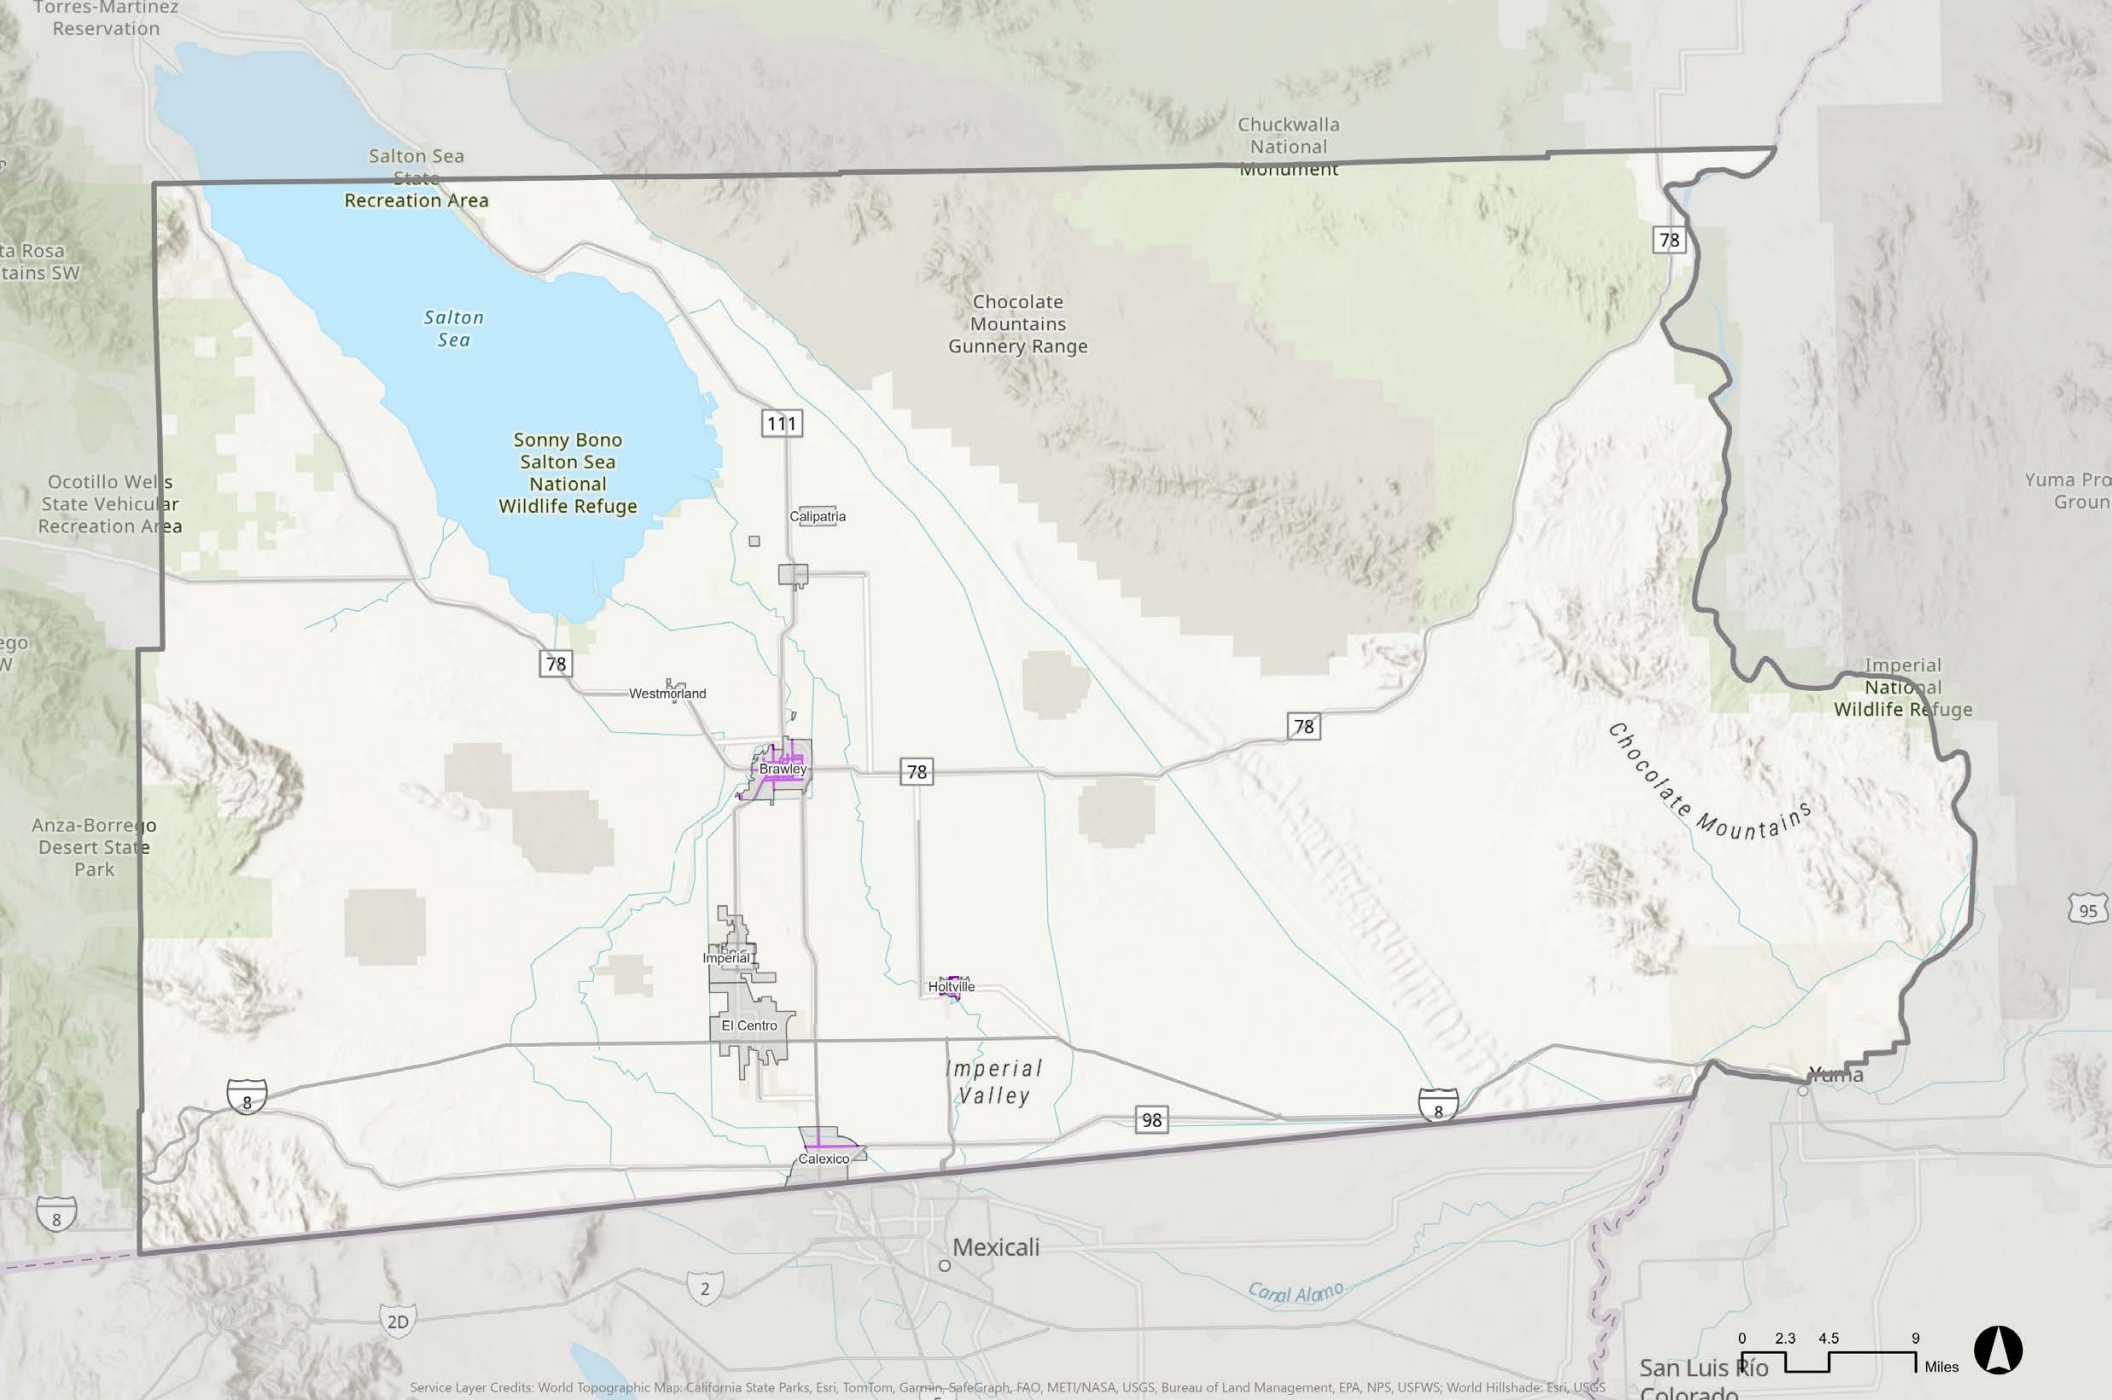 Torres-Martinez
Reservation
Chuckwalla
National
Monument
Salton Sea
State
Recreation Area
78
ta Rosa
tains SW
Salton
Sea
Chocolate
Mountains
Gunnery Range
111
Sonny Bono
Salton Sea
National
Wildlife Refuge
Ocotillo Wells
State Vehicular
Recreation Area
Yuma Pro
Groun
Calipatria
ego
W
78
Westmorland
Imperial
National
Wildlife Refuge
78
Chocolate Mountains
Brawley
78
Anza-Borrego
Desert State
Park
95
Imperial
Holtville
El Centro
Imperial
Valley
Yuma
8
8
98
Calexico
8
Mexicali
2
Canal Alamo
2D
0 2.3 4.5 9
Miles
San Luis Río
Colorado
Service Layer Credits: World Topographic Map: California State Parks, Esri, TomTom, Garmin, SafeGraph, FAO, METI/NASA, USGS, Bureau of Land Management, EPA, NPS, USFWS; World Hillshade: Esri, USGS